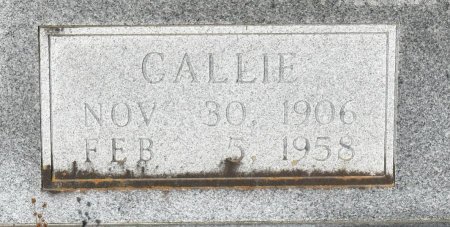 CALLIE
NOV 30, 1906
FEB 5, 1958